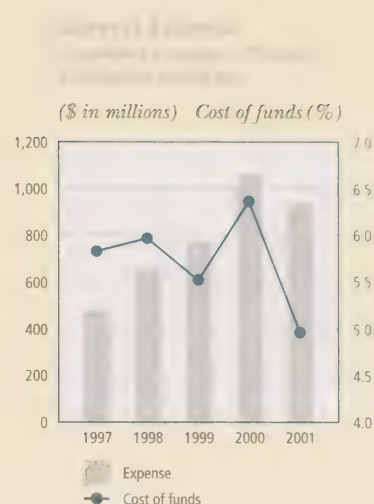 ($ in millions) Cost of funds (%)
1,200 7 0
1,000 6 5
800 6 0
600 5 5
400 5 0
200 4.5
0 4.0
1997 1998 1999 2000 2001
Expense
Cost of funds